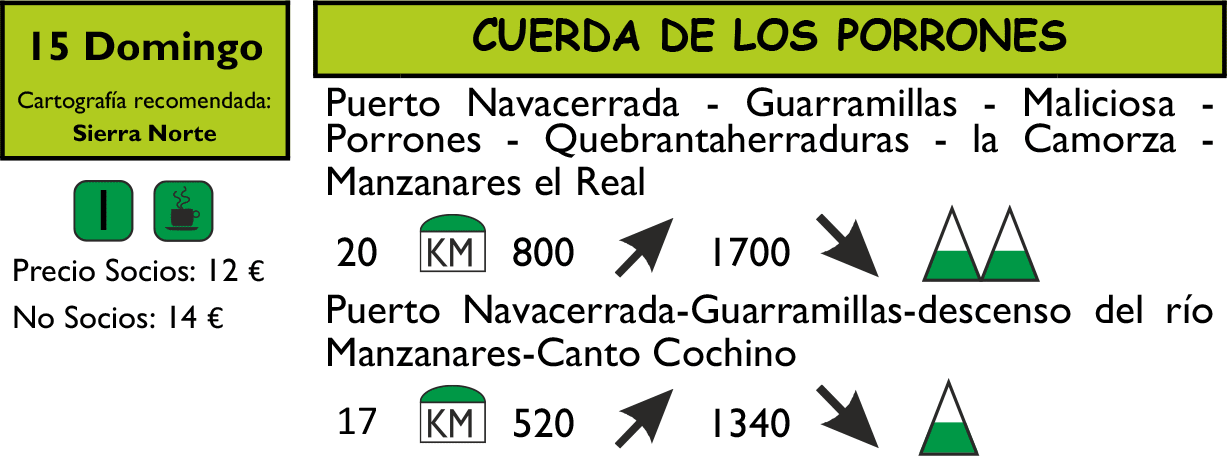 15 Domingo
Cartografía recomendada:
Sierra Norte
I
Precio Socios: 12 €
No Socios: 14 €
CUERDA DE LOS PORRONES
Puerto Navacerrada - Guarramillas - Maliciosa -
Porrones - Quebrantaherraduras - la Camorza -
Manzanares el Real
20 KM 800 1700
Puerto Navacerrada-Guarramillas-descenso del río
Manzanares-Canto Cochino
17 KM 520 1340